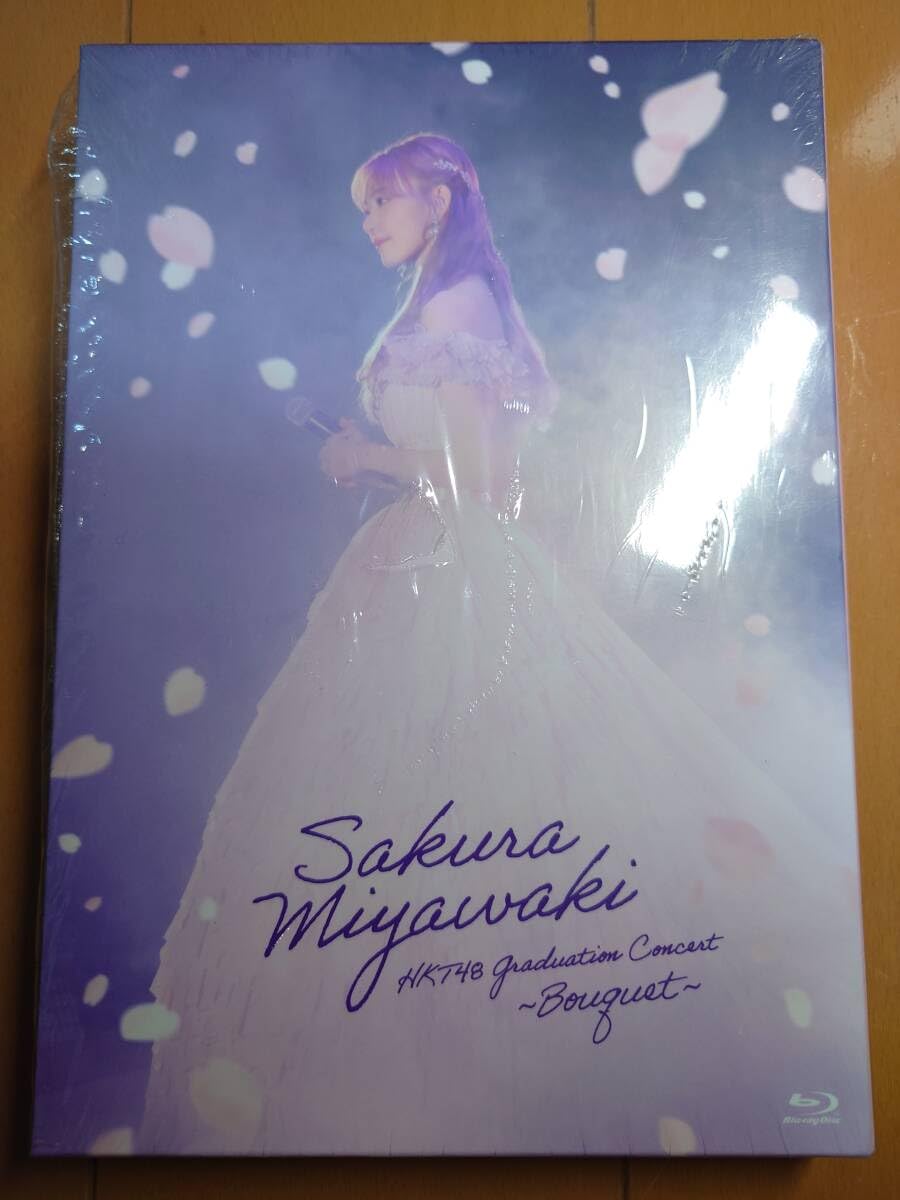 Sakura
Miyawaki
HKT48 Graduation Concert
~Bouquet~
Blu-ray Disc